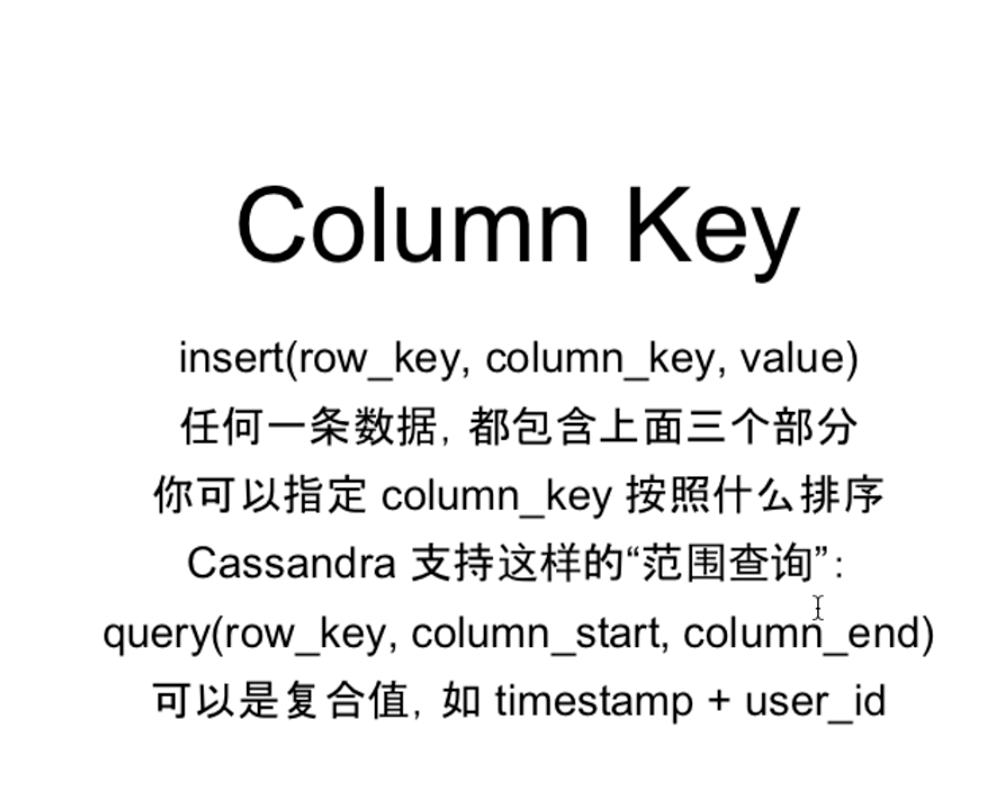 Column Key
insert(row_key, column_key, value)
任何一条数据，都包含上面三个部分
你可以指定 column_key 按照什么排序
Cassandra 支持这样的“范围查询”：
query(row_key, column_start, column_end)
可以是复合值，如 timestamp + user_id